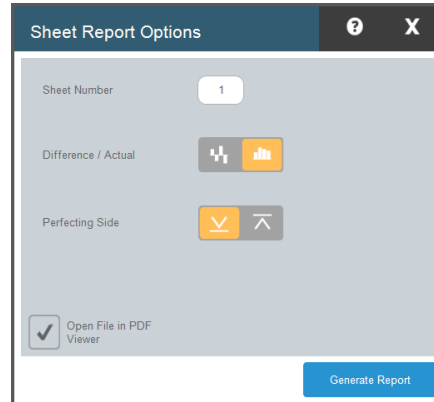 Sheet Report Options
? X
Sheet Number 1
Difference / Actual
Perfecting Side
Open File in PDF
Viewer
Generate Report